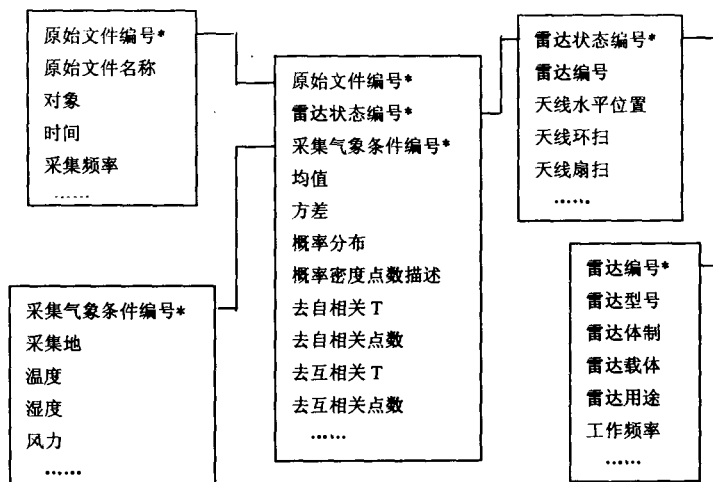 原始文件编号*
原始文件名称
对象
时间
采集频率
……
采集气象条件编号*
采集地
温度
湿度
风力
……
原始文件编号*
雷达状态编号*
采集气象条件编号*
均值
方差
概率分布
概率密度点数描述
去自相关 T
去自相关点数
去互相关 T
去互相关点数
……
雷达状态编号*
雷达编号
天线水平位置
天线环扫
天线扇扫
……
雷达编号*
雷达型号
雷达体制
雷达载体
雷达用途
工作频率
……